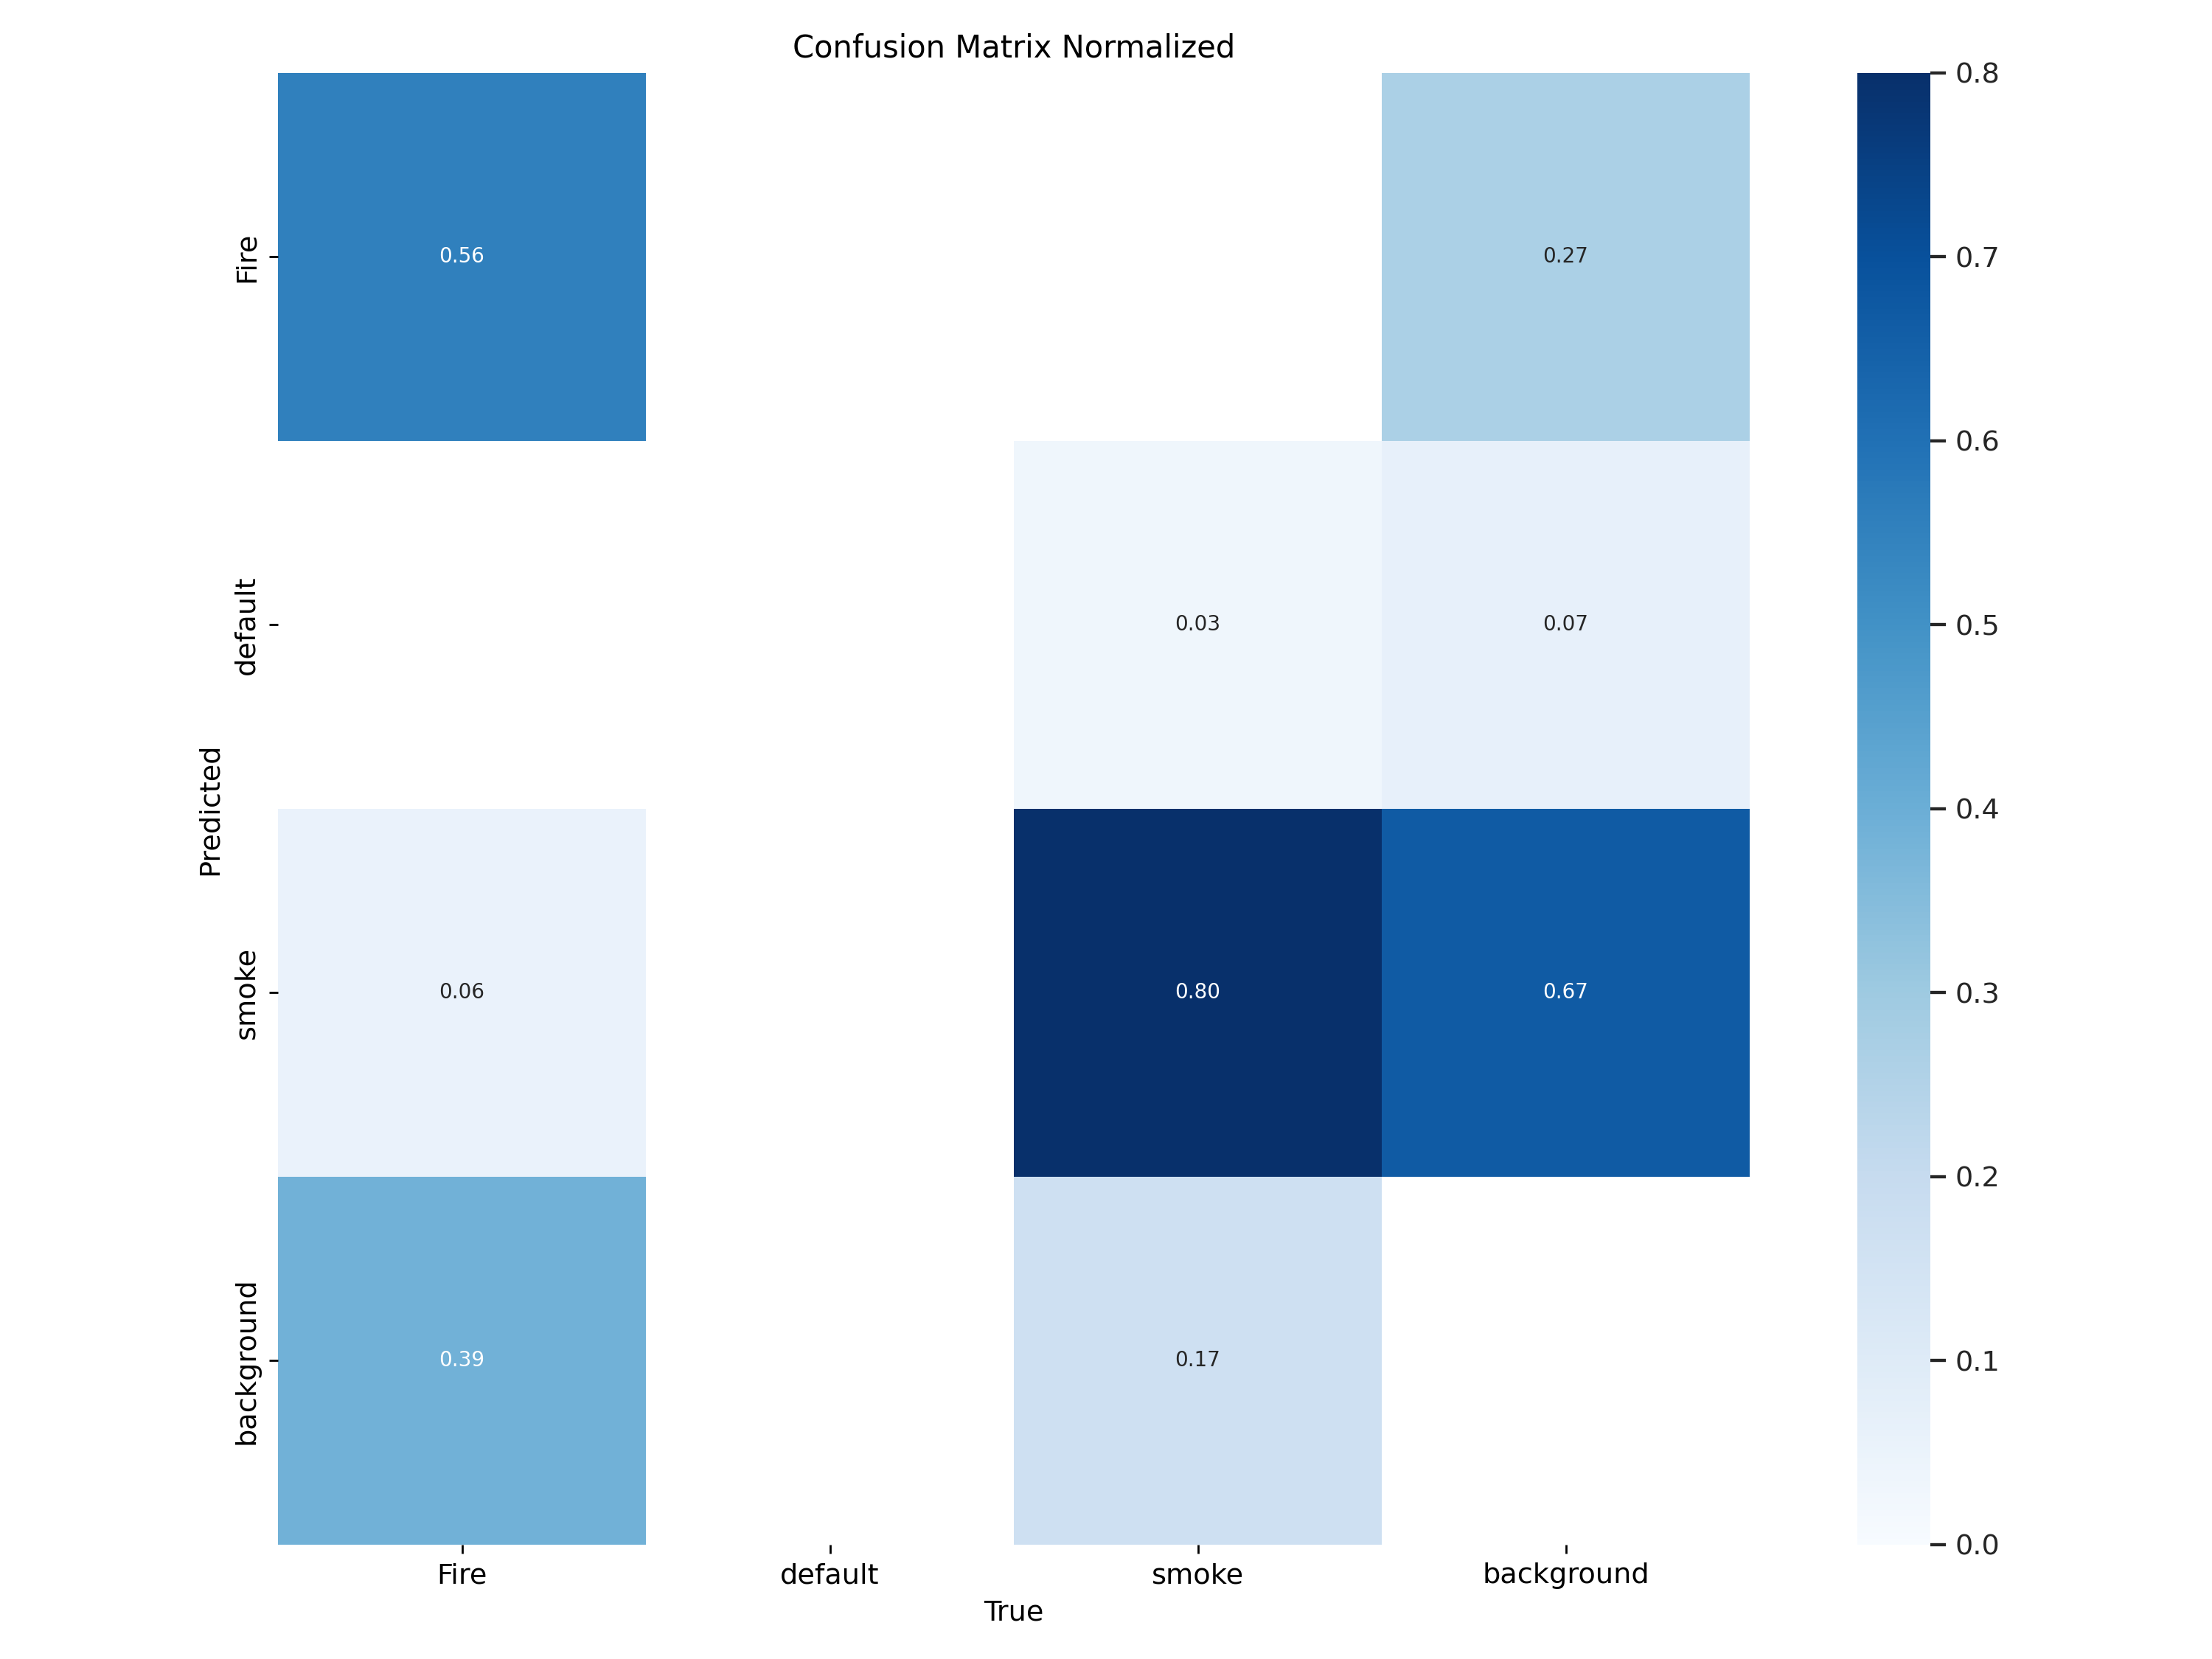 Confusion Matrix Normalized
Predicted
Fire
0.56
0.27
default
0.03
0.07
smoke
0.06
0.80
0.67
background
0.39
0.17
Fire
default
smoke
background
True
0.8
0.7
0.6
0.5
0.4
0.3
0.2
0.1
0.0